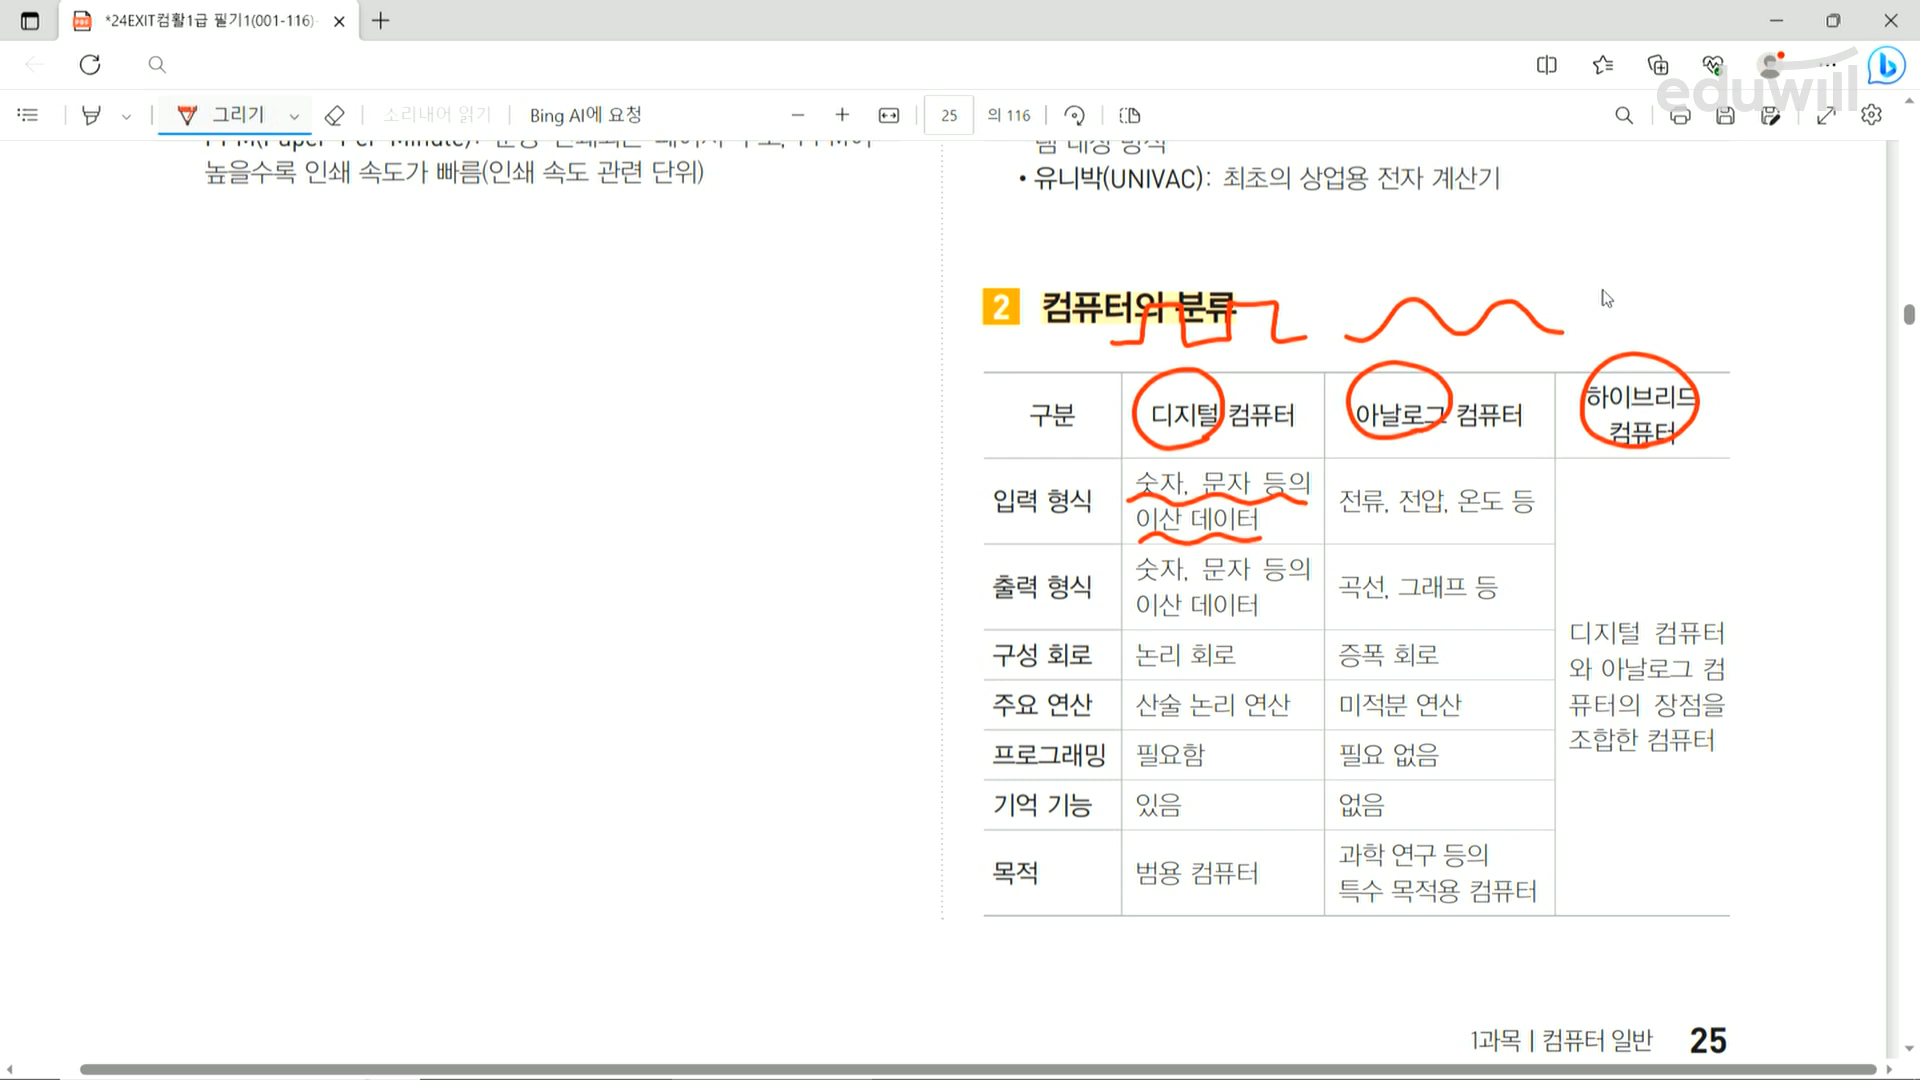 *24EXIT컴활1급 필기1(001-116)
eduwill
그리기
소리내어 읽기
Bing AI에 요청
25
의 116
높을수록 인쇄 속도가 빠름(인쇄 속도 관련 단위)
• 유니박(UNIVAC): 최초의 상업용 전자 계산기
2 컴퓨터의 분류
구분 디지털 컴퓨터 아날로그 컴퓨터 하이브리드
컴퓨터
입력 형식 숫자, 문자 등의
이산 데이터
전류, 전압, 온도 등
출력 형식 숫자, 문자 등의
이산 데이터
곡선, 그래프 등
구성 회로 논리 회로 증폭 회로
주요 연산 산술 논리 연산 미적분 연산
프로그래밍 필요함 필요 없음
기억 기능 있음 없음
목적 범용 컴퓨터 과학 연구 등의
특수 목적용 컴퓨터
디지털 컴퓨터
와 아날로그 컴
퓨터의 장점을
조합한 컴퓨터
1과목 | 컴퓨터 일반 25